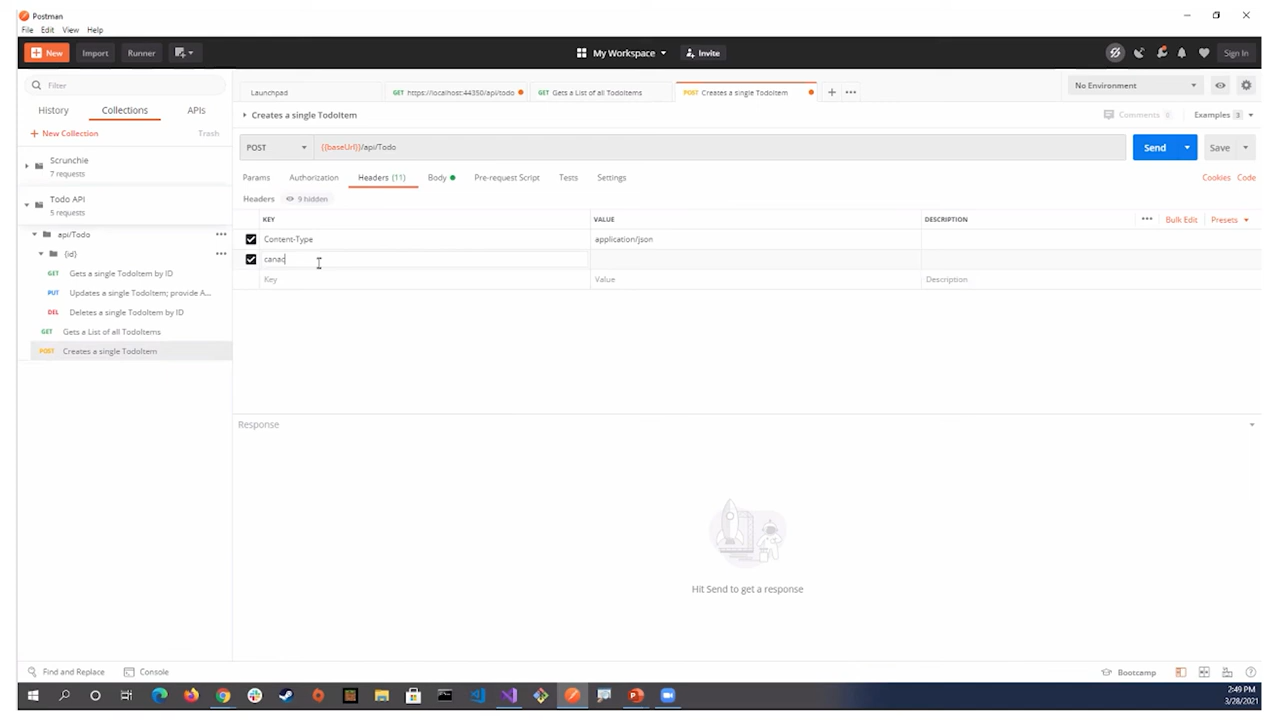 Postman
File Edit View Help
New Import Runner My Workspace Invite Sign In
Filter
History Collections APIs
+ New Collection Trash
Scrunchie
7 requests
Todo API
5 requests
api/Todo
{id}
GET Gets a single TodoItem by ID
PUT Updates a single TodoItem; provide A...
DEL Deletes a single TodoItem by ID
GET Gets a List of all TodoItems
POST Creates a single TodoItem
Launchpad GET https://localhost:44350/api/todo GET Gets a List of all TodoItems POST Creates a single TodoItem + ... No Environment
Creates a single TodoItem Comments 0 Examples 3
POST {{baseUrl}}/api/Todo Send Save
Params Authorization Headers (11) Body Pre-request Script Tests Settings Cookies Code
Headers 9 hidden
KEY VALUE DESCRIPTION ... Bulk Edit Presets
Content-Type application/json
canac
Key Value Description
Response
Hit Send to get a response
Find and Replace Console Bootcamp
2:49 PM
3/28/2021